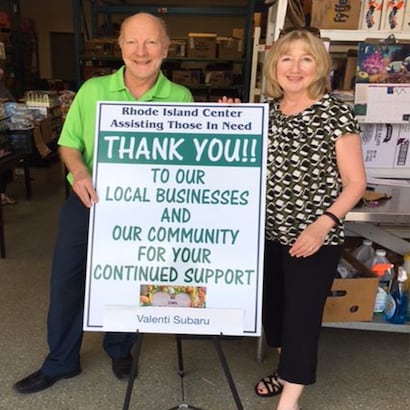 Rhode Island Center
Assisting Those In Need
THANK YOU!!
TO OUR
LOCAL BUSINESSES
AND
OUR COMMUNITY
FOR YOUR
CONTINUED SUPPORT
Valenti Subaru